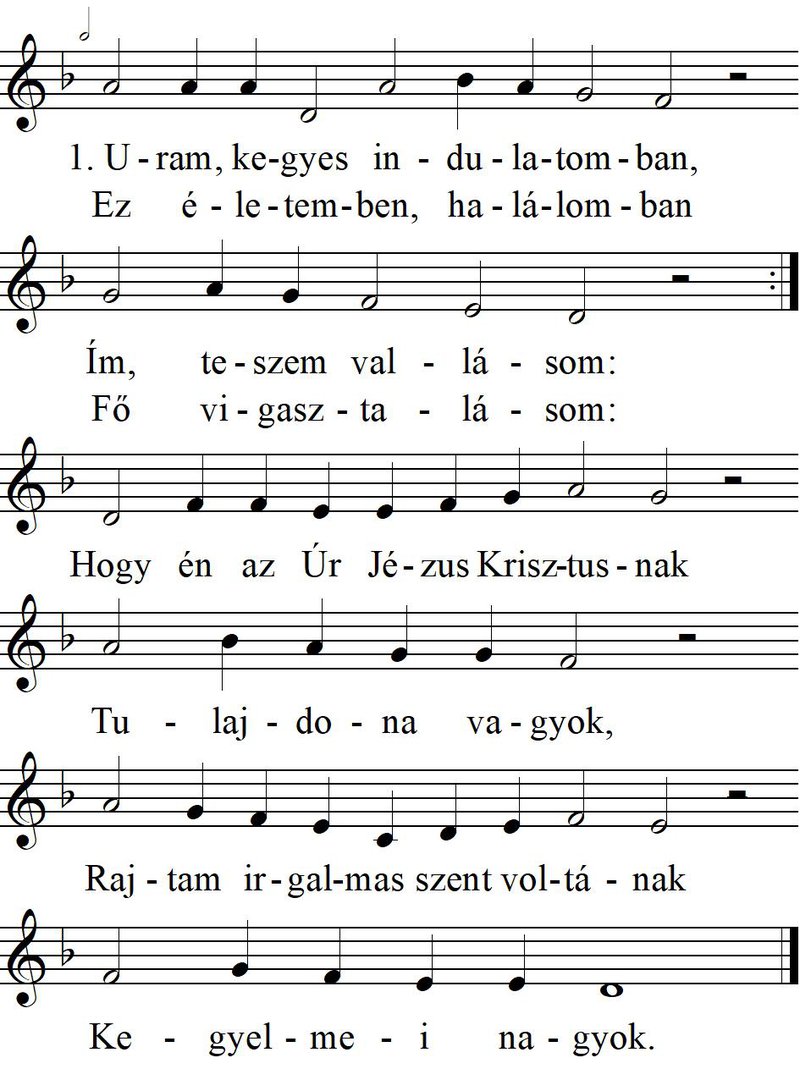 1. U - ram, ke-gyes in - du - la-tom-ban,
Ez é - le-tem-ben, ha-lá-lom-ban
Ím, te-szem val - lá - som:
Fő vi-gasz-ta - lá - som:
Hogy én az Úr Jé-zus Krisz-tus-nak
Tu - laj-do-na va-gyok,
Raj-tam ir-gal-mas szent vol-tá-nak
Ke - gyel-me - i na-gyok.